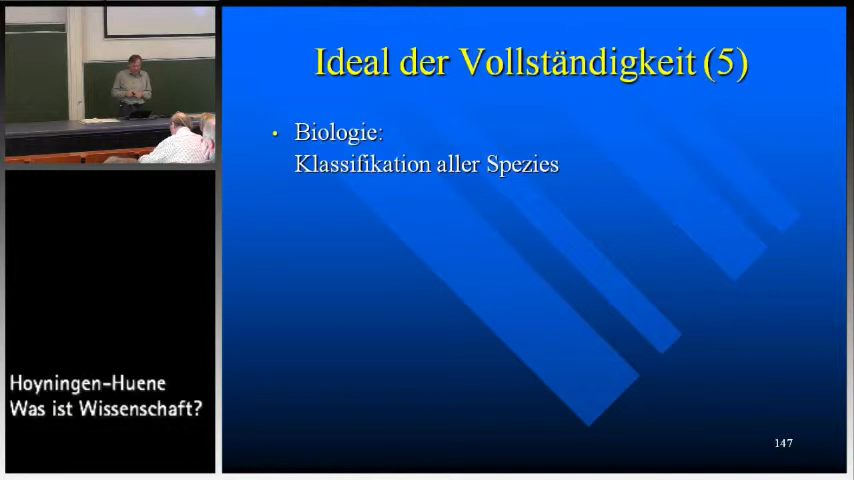 Ideal der Vollständigkeit (5)
• Biologie:
Klassifikation aller Spezies
Hoyningen-Huene
Was ist Wissenschaft?
147